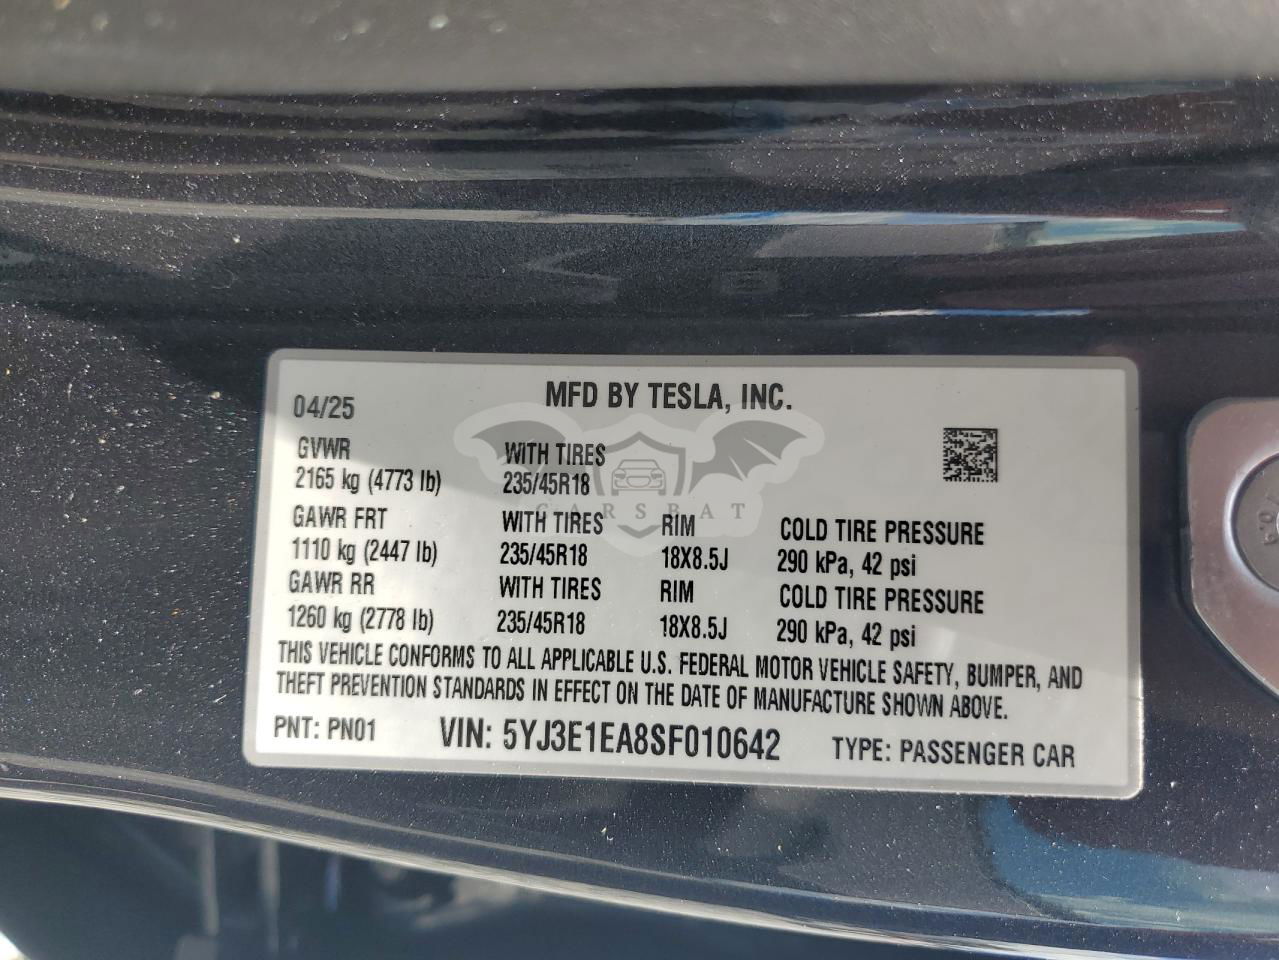 MFD BY TESLA, INC.
04/25
GVWR WITH TIRES
2165 kg (4773 lb) 235/45R18
CARSBAT
GAWR FRT WITH TIRES RIM COLD TIRE PRESSURE
1110 kg (2447 lb) 235/45R18 18X8.5J 290 kPa, 42 psi
GAWR RR WITH TIRES RIM COLD TIRE PRESSURE
1260 kg (2778 lb) 235/45R18 18X8.5J 290 kPa, 42 psi
THIS VEHICLE CONFORMS TO ALL APPLICABLE U.S. FEDERAL MOTOR VEHICLE SAFETY, BUMPER, AND
THEFT PREVENTION STANDARDS IN EFFECT ON THE DATE OF MANUFACTURE SHOWN ABOVE.
PNT: PN01 VIN: 5YJ3E1EA8SF010642 TYPE: PASSENGER CAR